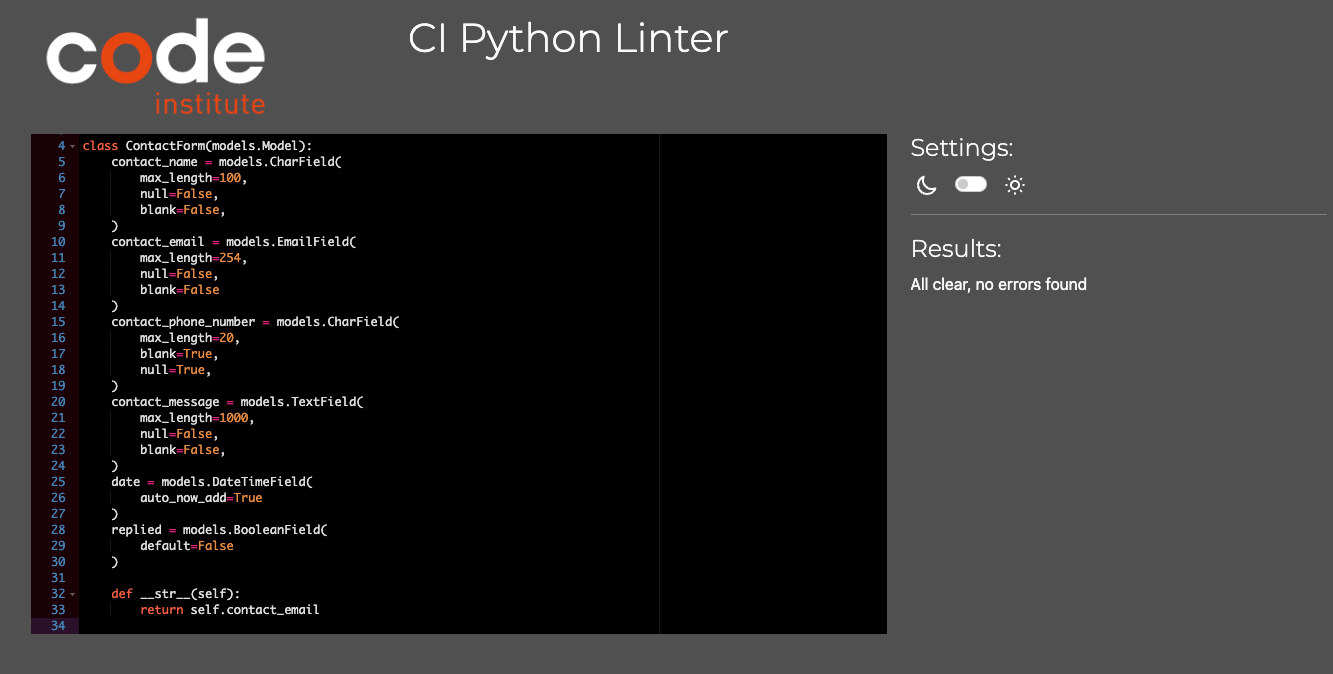 code
institute
CI Python Linter
4 class ContactForm(models.Model):
5     contact_name = models.CharField(
6         max_length=100,
7         null=False,
8         blank=False,
9     )
10     contact_email = models.EmailField(
11         max_length=254,
12         null=False,
13         blank=False
14     )
15     contact_phone_number = models.CharField(
16         max_length=20,
17         blank=True,
18         null=True,
19     )
20     contact_message = models.TextField(
21         max_length=1000,
22         null=False,
23         blank=False,
24     )
25     date = models.DateTimeField(
26         auto_now_add=True
27     )
28     replied = models.BooleanField(
29         default=False
30     )
31
32     def __str__(self):
33         return self.contact_email
34
Settings:
Results:
All clear, no errors found